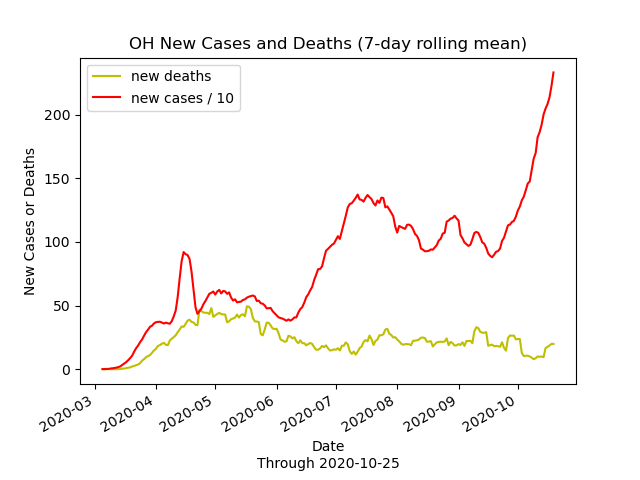 OH New Cases and Deaths (7-day rolling mean)
new deaths
new cases / 10
New Cases or Deaths
200
150
100
50
0
2020-03
2020-04
2020-05
2020-06
2020-07
2020-08
2020-09
2020-10
Date
Through 2020-10-25